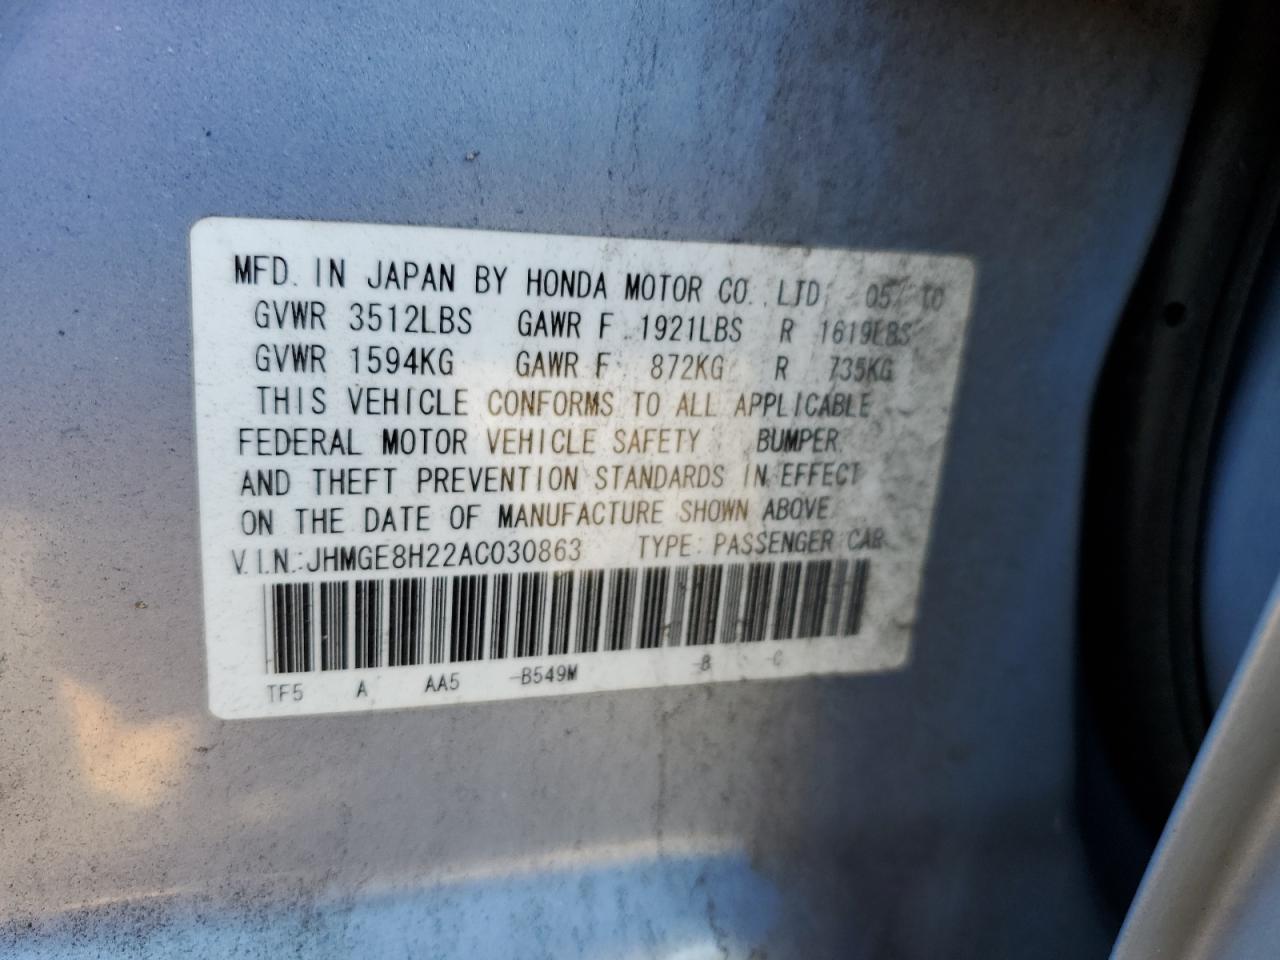 MFD. IN JAPAN BY HONDA MOTOR CO., LTD. 05/10
GVWR 3512LBS GAWR F 1921LBS R 1619LBS
GVWR 1594KG GAWR F 872KG R 735KG
THIS VEHICLE CONFORMS TO ALL APPLICABLE
FEDERAL MOTOR VEHICLE SAFETY BUMPER,
AND THEFT PREVENTION STANDARDS IN EFFECT
ON THE DATE OF MANUFACTURE SHOWN ABOVE.
V.I.N.:JHMGE8H22AC030863 TYPE: PASSENGER CAR
TF5 A AA5 -B549M -B -C